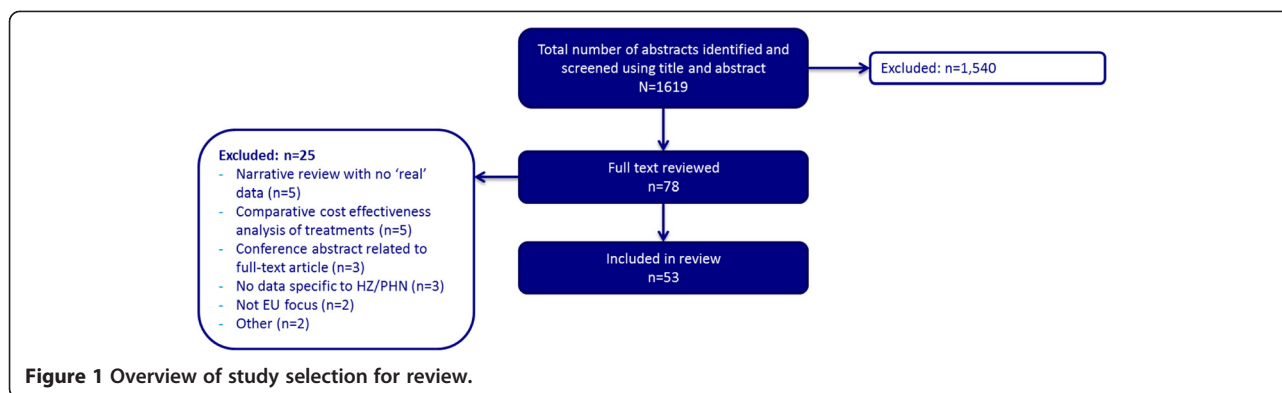 Total number of abstracts identified and
screened using title and abstract
N=1619
Excluded: n=1,540
Excluded: n=25
- Narrative review with no ‘real’
data (n=5)
- Comparative cost effectiveness
analysis of treatments (n=5)
- Conference abstract related to
full-text article (n=3)
- No data specific to HZ/PHN (n=3)
- Not EU focus (n=2)
- Other (n=2)
Full text reviewed
n=78
Included in review
n=53
Figure 1 Overview of study selection for review.